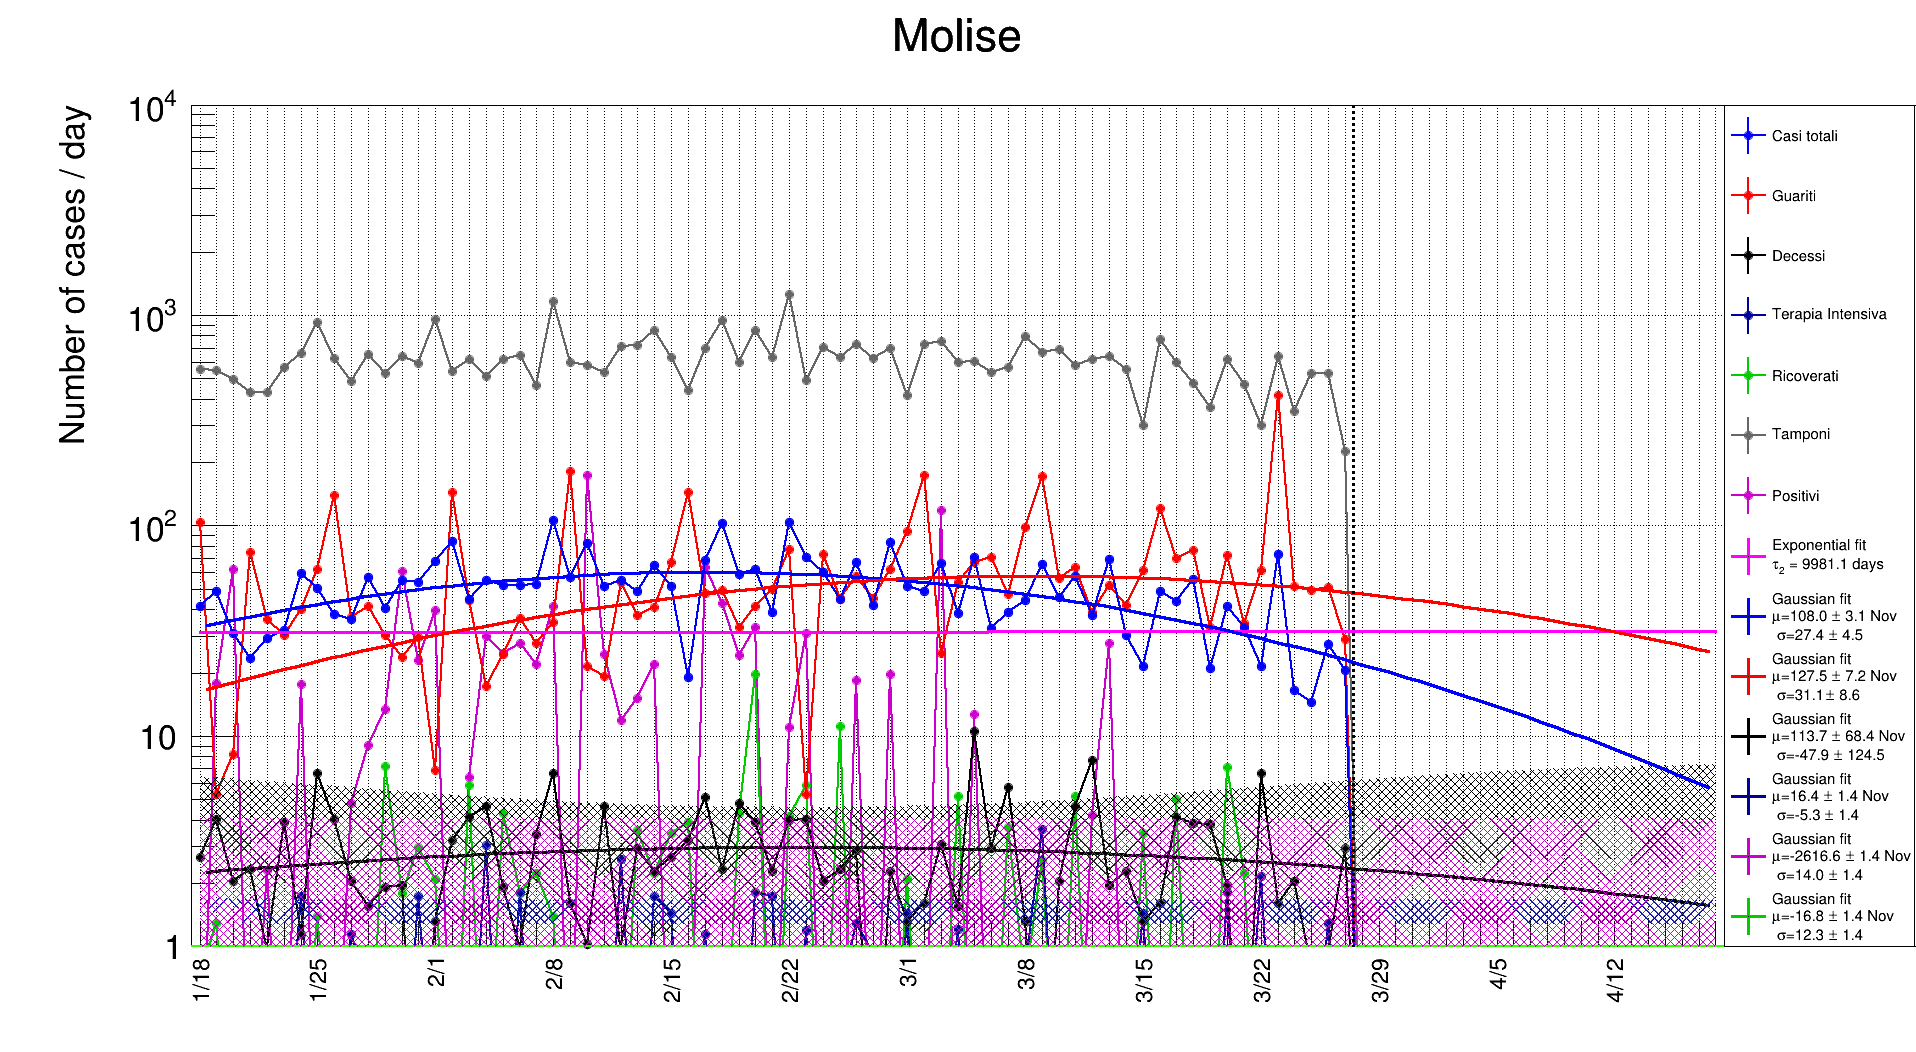 Molise
Number of cases / day
10⁴
10³
10²
10
1
1/18
1/25
2/1
2/8
2/15
2/22
3/1
3/8
3/15
3/22
3/29
4/5
4/12
Casi totali
Guariti
Decessi
Terapia Intensiva
Ricoverati
Tamponi
Positivi
Exponential fit
τ₂ = 9981.1 days
Gaussian fit
μ=108.0 ± 3.1 Nov
σ=27.4 ± 4.5
Gaussian fit
μ=127.5 ± 7.2 Nov
σ=31.1 ± 8.6
Gaussian fit
μ=113.7 ± 68.4 Nov
σ=-47.9 ± 124.5
Gaussian fit
μ=16.4 ± 1.4 Nov
σ=-5.3 ± 1.4
Gaussian fit
μ=-2616.6 ± 1.4 Nov
σ=14.0 ± 1.4
Gaussian fit
μ=-16.8 ± 1.4 Nov
σ=12.3 ± 1.4